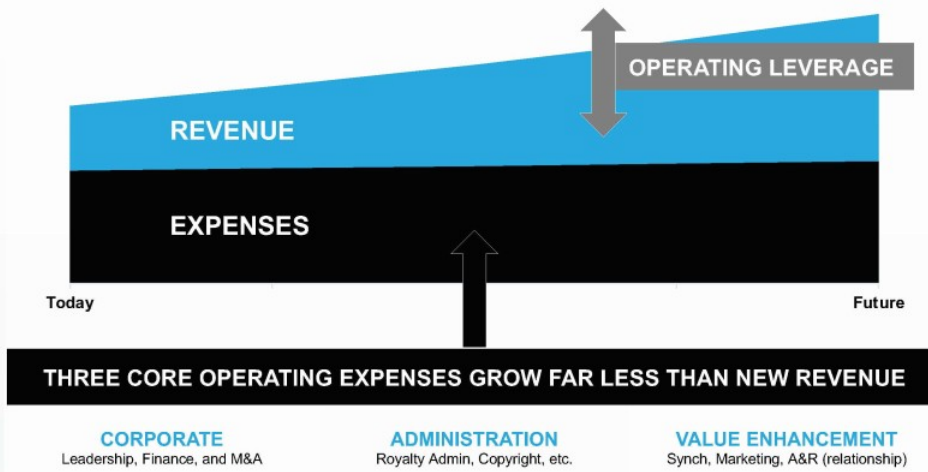 OPERATING LEVERAGE
REVENUE
EXPENSES
Today
Future
THREE CORE OPERATING EXPENSES GROW FAR LESS THAN NEW REVENUE
CORPORATE
Leadership, Finance, and M&A
ADMINISTRATION
Royalty Admin, Copyright, etc.
VALUE ENHANCEMENT
Synch, Marketing, A&R (relationship)